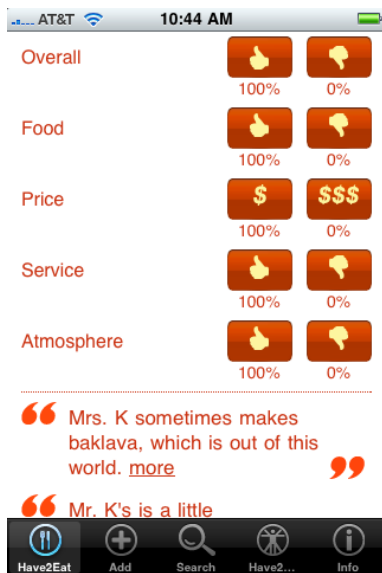 AT&T 10:44 AM
Overall
100% 0%
Food
100% 0%
Price $ $$$
100% 0%
Service
100% 0%
Atmosphere
100% 0%
“ Mrs. K sometimes makes
baklava, which is out of this
world. more ”
“ Mr. K's is a little
Have2Eat Add Search Have2... Info